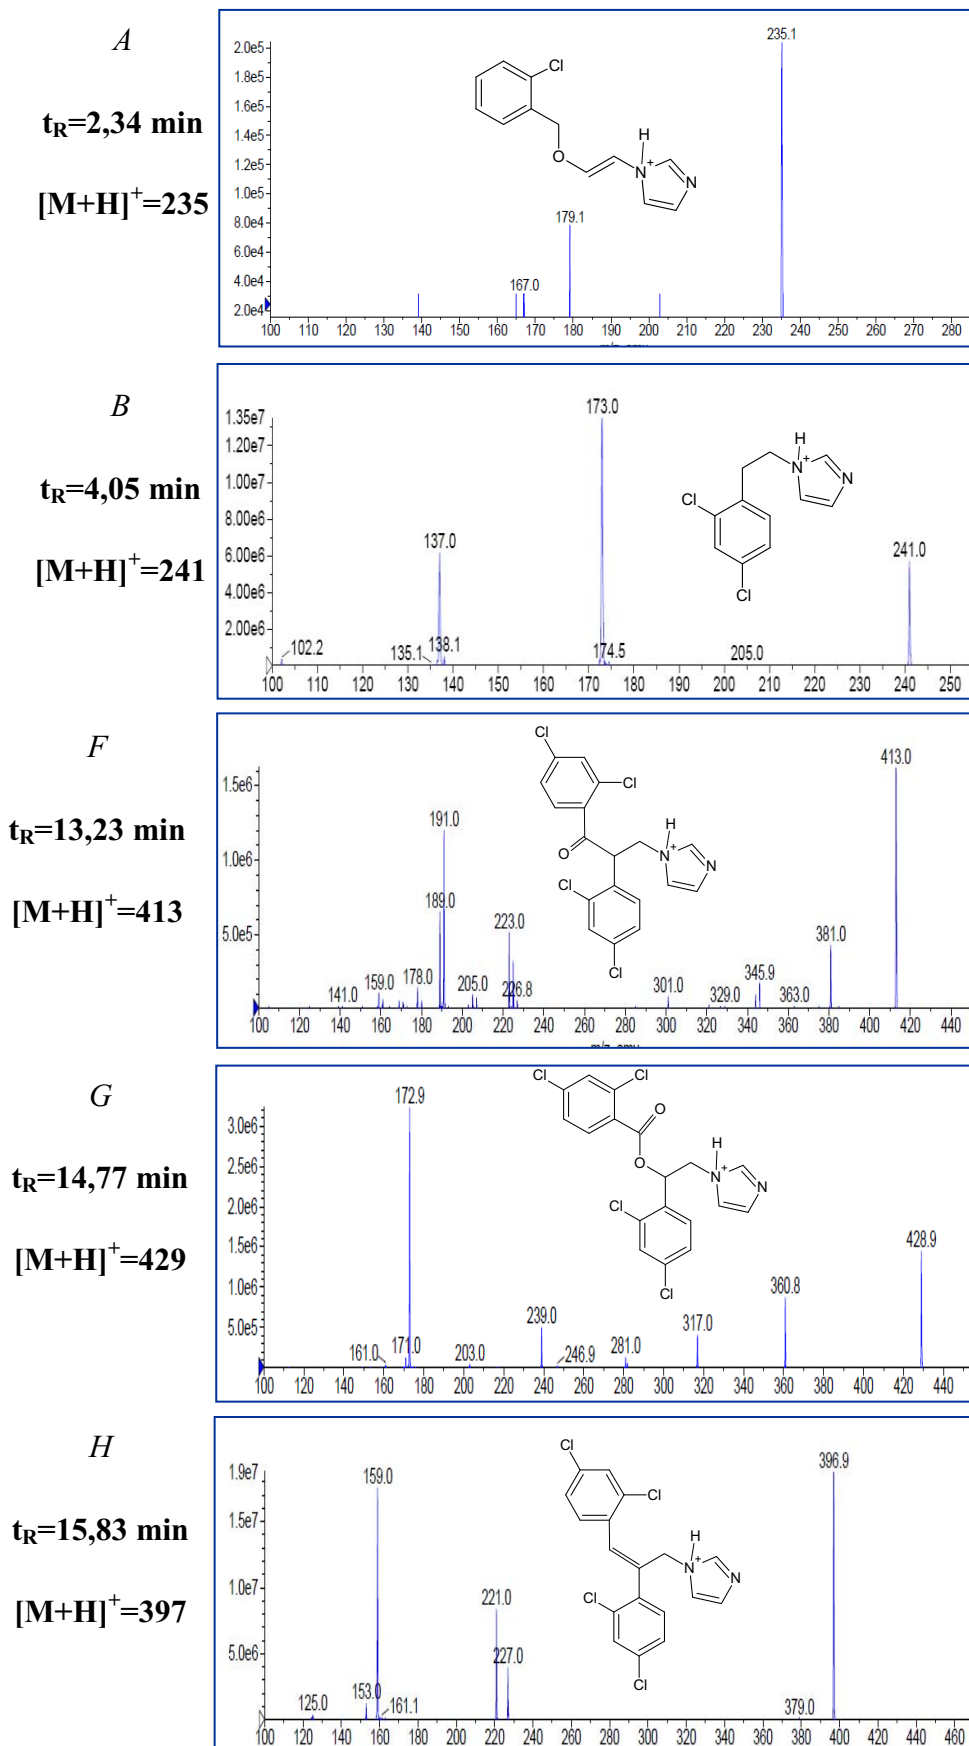 A
t_R=2,34 min
[M+H]^+=235
2.0e5
1.8e5
1.6e5
1.4e5
1.2e5
1.0e5
8.0e4
6.0e4
4.0e4
2.0e4
235.1
179.1
167.0
Cl
O
H
N^+
N
100 110 120 130 140 150 160 170 180 190 200 210 220 230 240 250 260 270 280
B
t_R=4,05 min
[M+H]^+=241
1.35e7
1.20e7
1.00e7
8.00e6
6.00e6
4.00e6
2.00e6
173.0
137.0
241.0
102.2
135.1
138.1
174.5
205.0
H
N^+
N
Cl
Cl
100 110 120 130 140 150 160 170 180 190 200 210 220 230 240 250
F
t_R=13,23 min
[M+H]^+=413
1.5e6
1.0e6
5.0e5
413.0
191.0
189.0
223.0
381.0
159.0
178.0
205.0
226.8
345.9
141.0
301.0
329.0
363.0
Cl
Cl
O
H
N^+
N
Cl
Cl
100 120 140 160 180 200 220 240 260 280 300 320 340 360 380 400 420 440
G
t_R=14,77 min
[M+H]^+=429
3.0e6
2.5e6
2.0e6
1.5e6
1.0e6
5.0e5
172.9
428.9
360.8
239.0
317.0
161.0
171.0
203.0
246.9
281.0
Cl
Cl
O
O
H
N^+
N
Cl
Cl
100 120 140 160 180 200 220 240 260 280 300 320 340 360 380 400 420 440
H
t_R=15,83 min
[M+H]^+=397
1.9e7
1.5e7
1.0e7
5.0e6
396.9
159.0
221.0
227.0
153.0
125.0
161.1
379.0
Cl
Cl
H
N^+
N
Cl
Cl
100 120 140 160 180 200 220 240 260 280 300 320 340 360 380 400 420 440 460